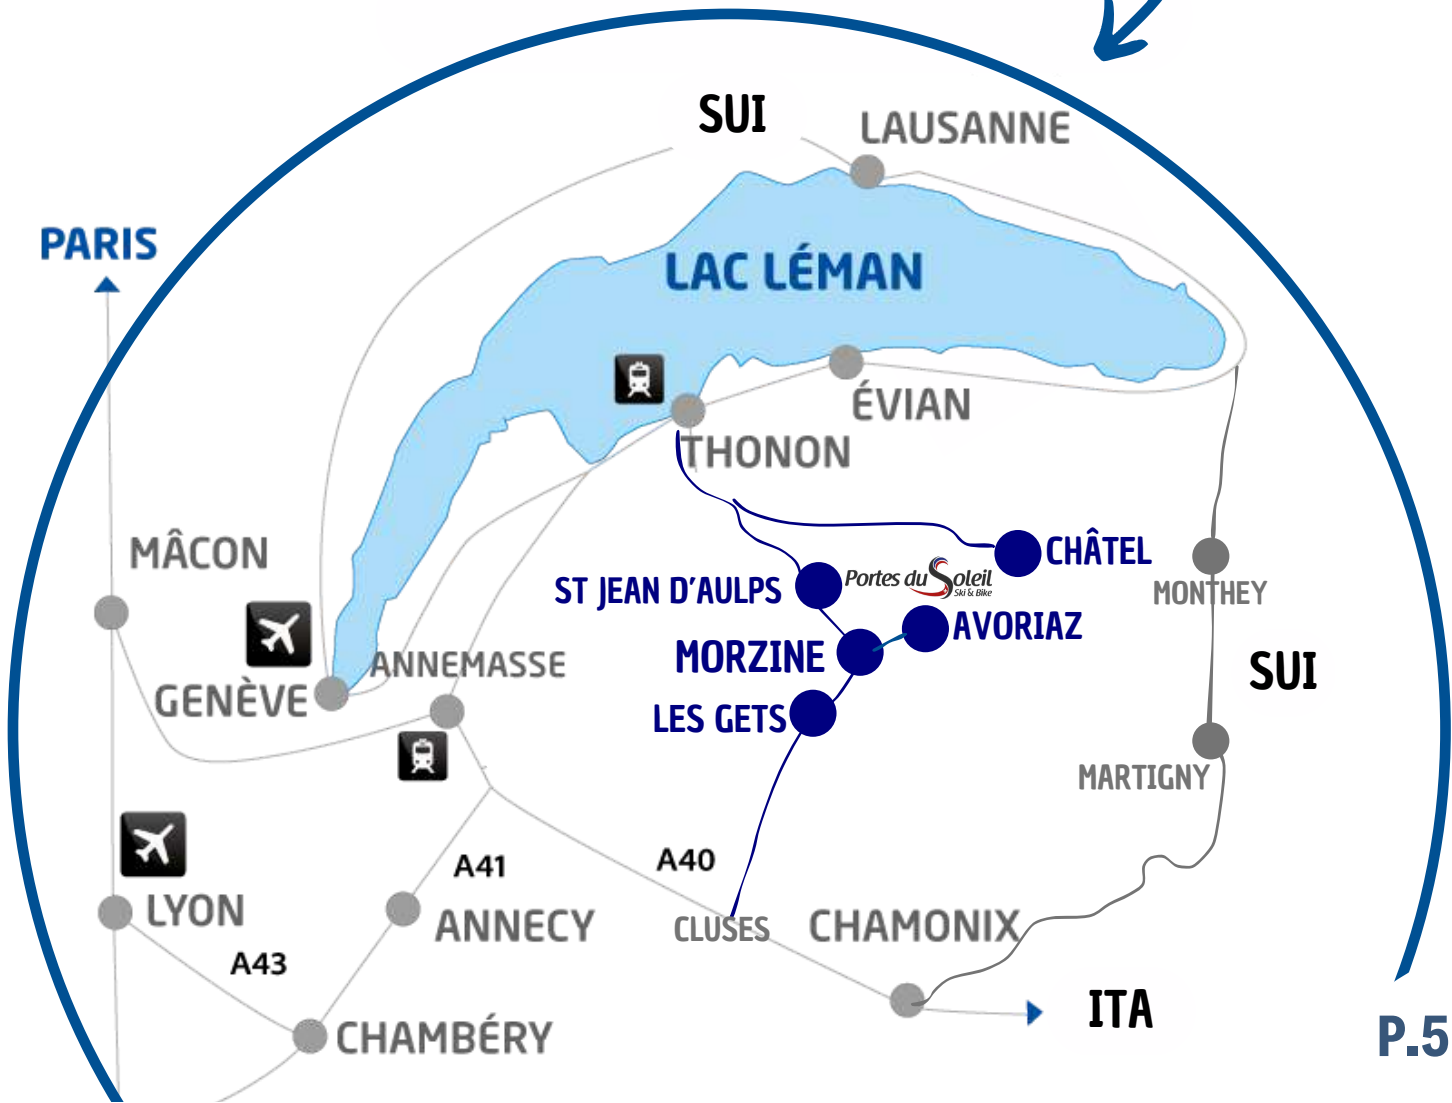 SUI
LAUSANNE
PARIS
LAC LÉMAN
ÉVIAN
THONON
MÂCON
CHÂTEL
ST JEAN D'AULPS
Portes du Soleil
Ski & Bike
MONTHEY
AVORIAZ
MORZINE
ANNEMASSE
GENÈVE
SUI
LES GETS
MARTIGNY
A41
A40
LYON
ANNECY
CLUSES
CHAMONIX
A43
ITA
CHAMBÉRY
P.5